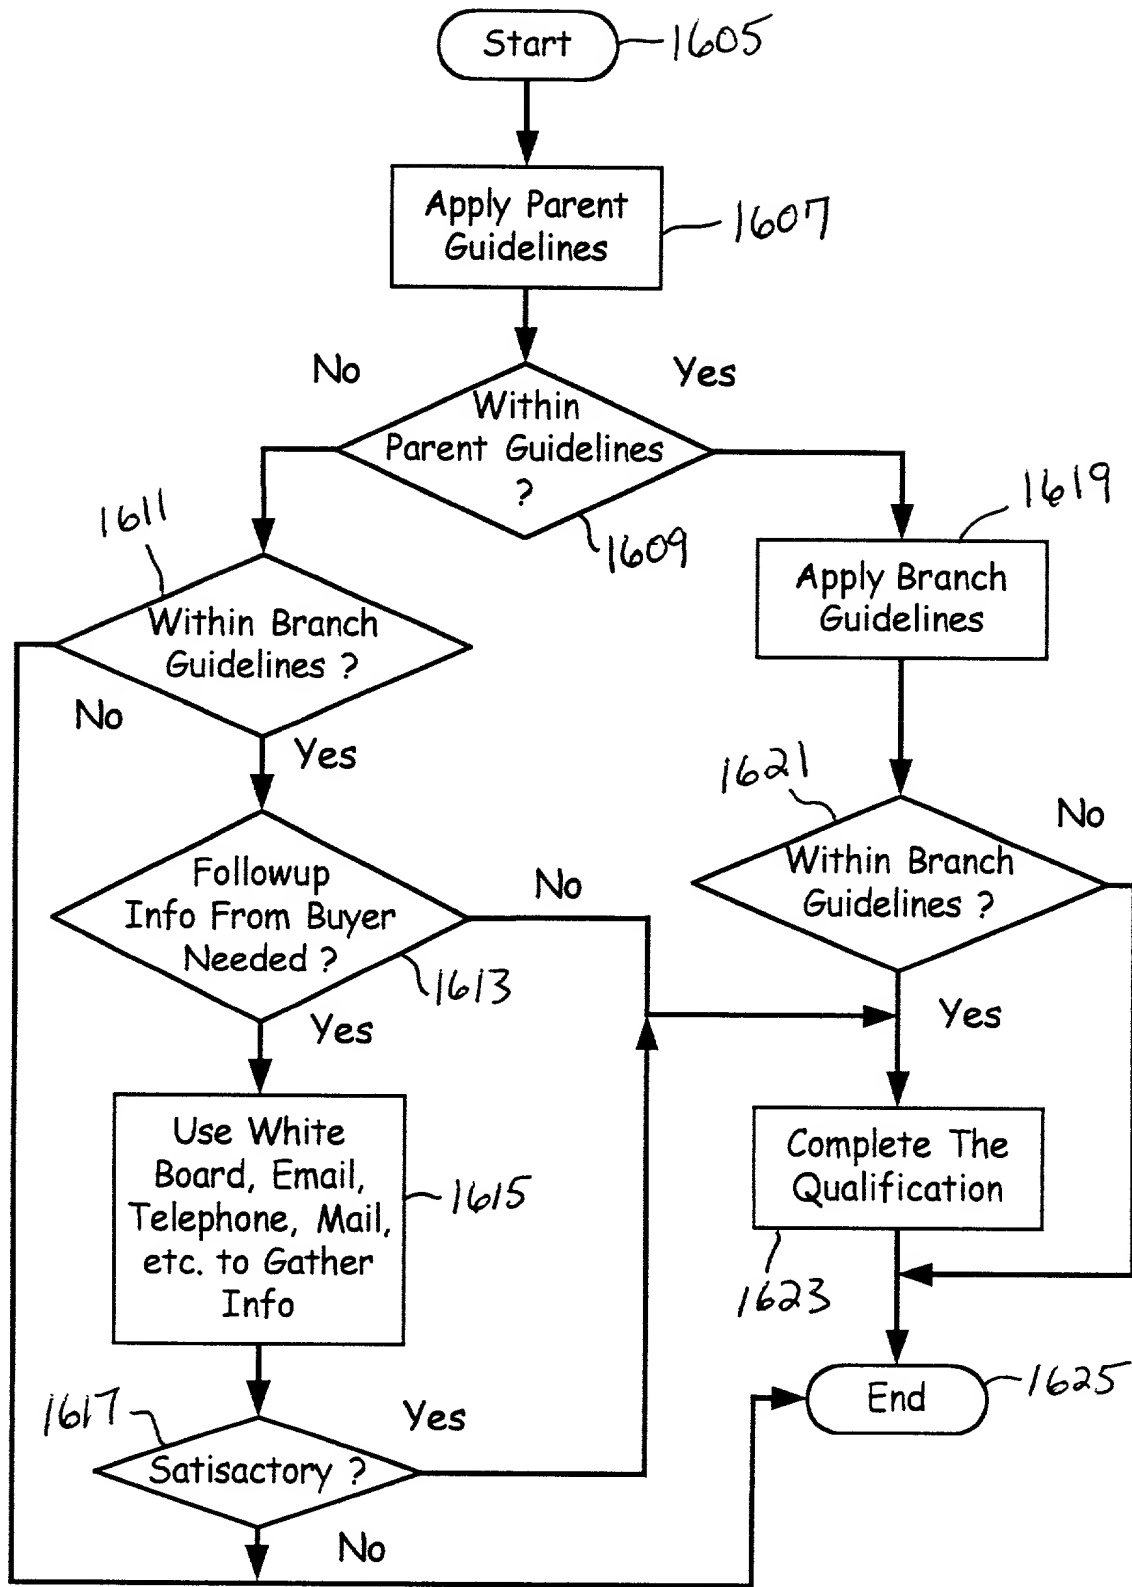 Start
1605
Apply Parent
Guidelines
1607
No
Yes
Within
Parent Guidelines
?
1609
1611
1619
Within Branch
Guidelines ?
Apply Branch
Guidelines
No
Yes
1621
No
Followup
Info From Buyer
Needed ?
No
1613
Within Branch
Guidelines ?
Yes
Yes
Use White
Board, Email,
Telephone, Mail,
etc. to Gather
Info
1615
Complete The
Qualification
1623
1617
Yes
Satisactory ?
No
End
1625